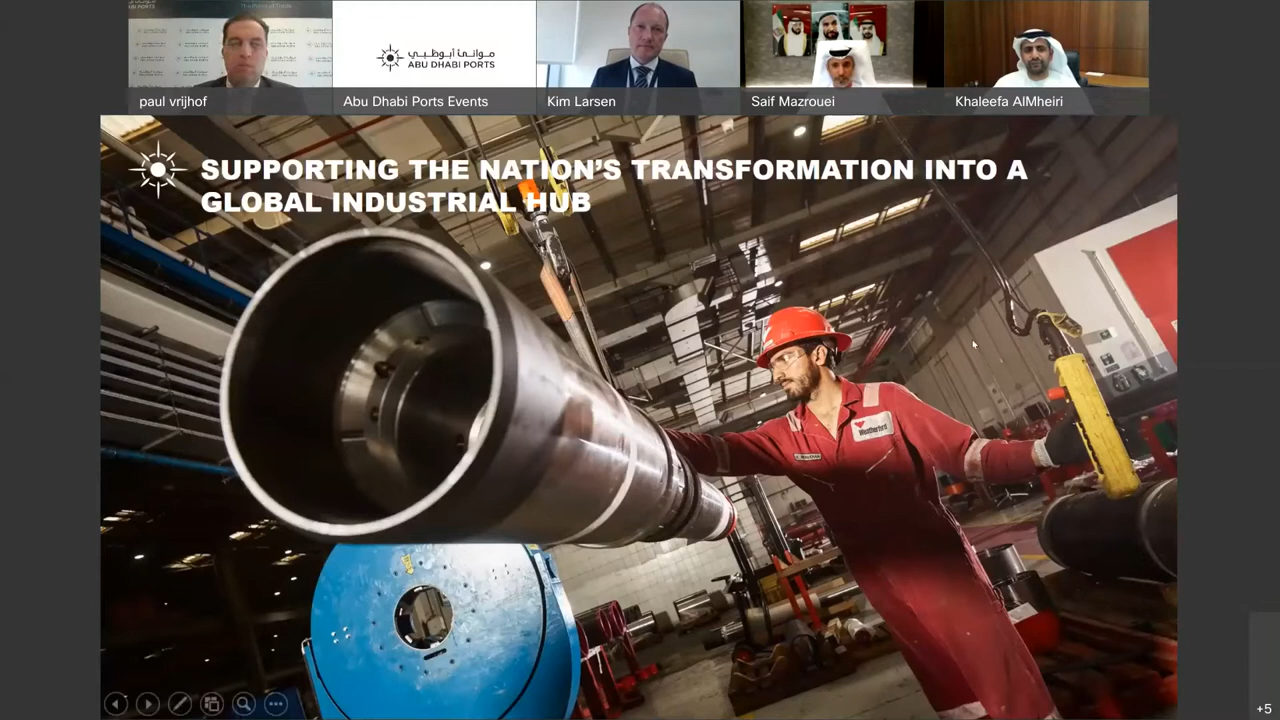 paul vrijhof
موانئ أبوظبي
ABU DHABI PORTS
Abu Dhabi Ports Events
Kim Larsen
Saif Mazrouei
Khaleefa AlMheiri
SUPPORTING THE NATION'S TRANSFORMATION INTO A
GLOBAL INDUSTRIAL HUB
Weatherford
+5